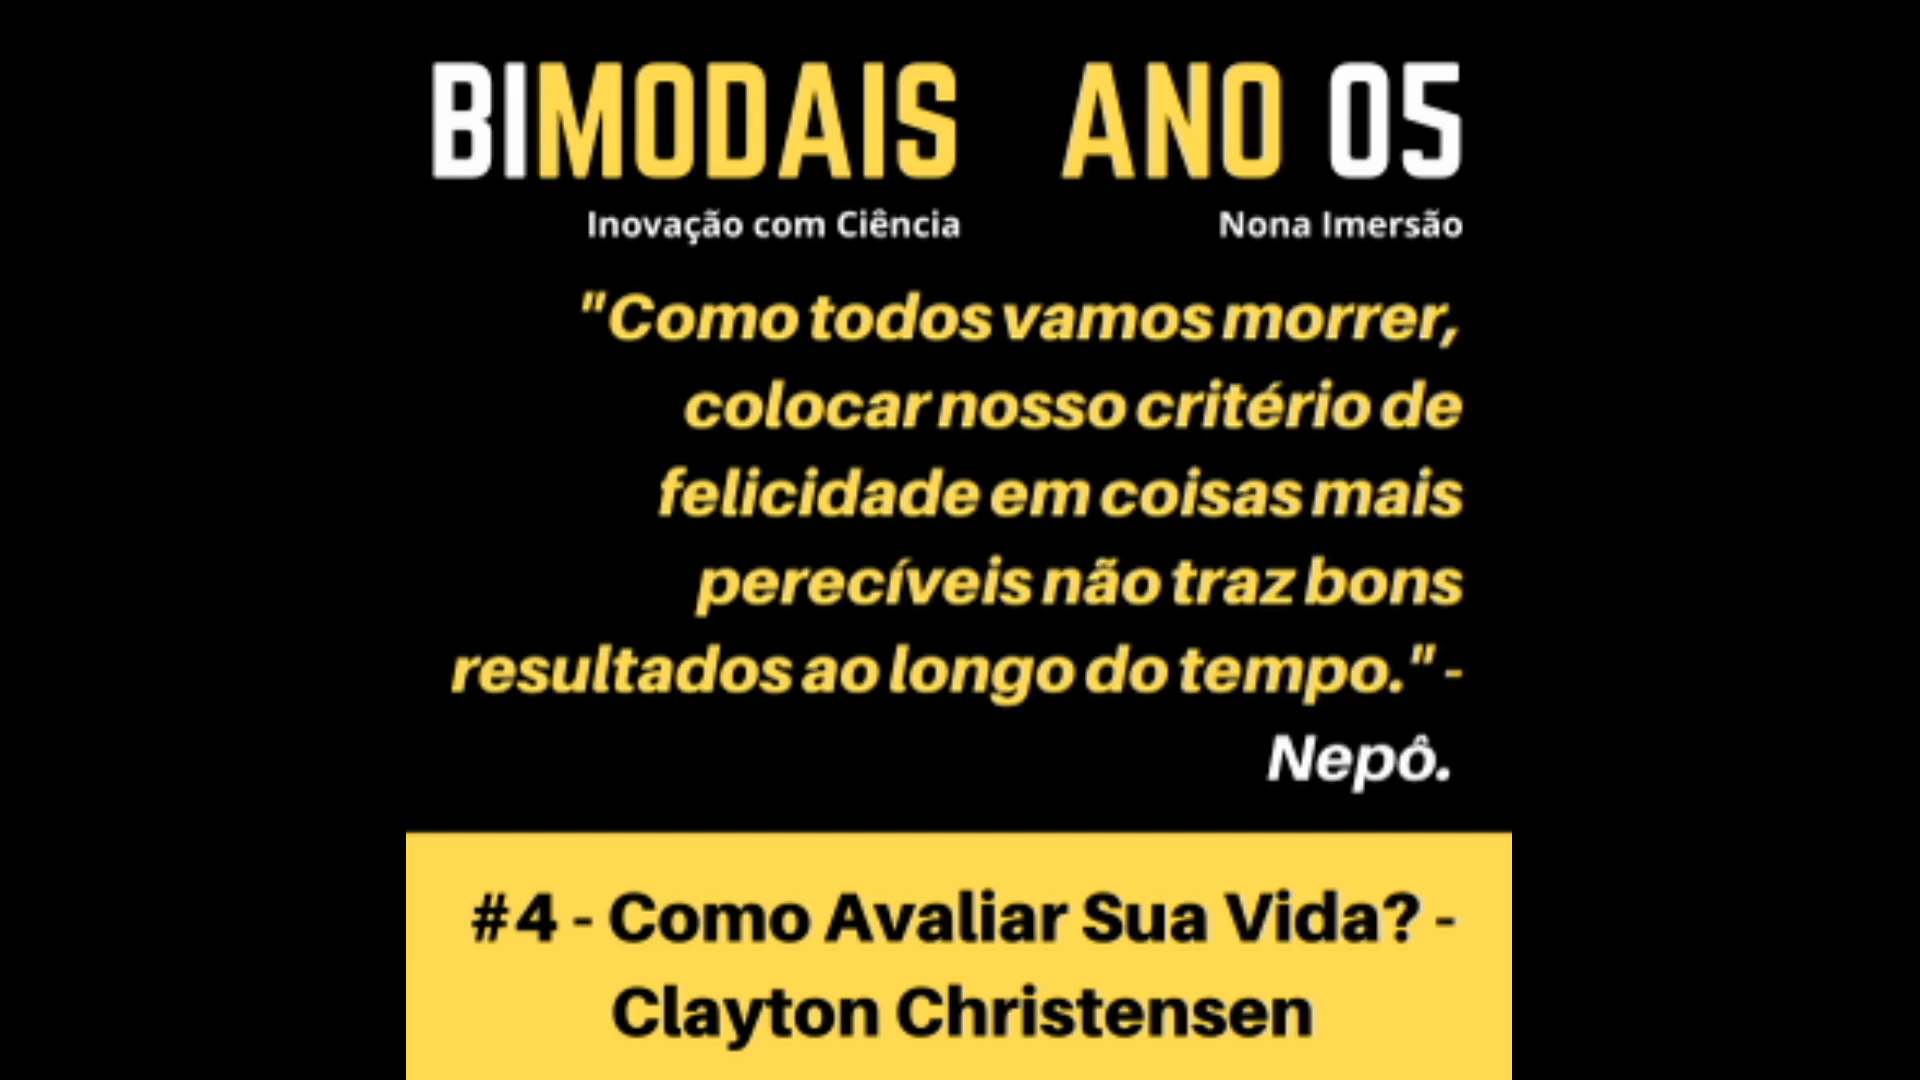 BIMODAIS ANO 05
Inovação com Ciência Nona Imersão
"Como todos vamos morrer,
colocar nosso critério de
felicidade em coisas mais
perecíveis não traz bons
resultados ao longo do tempo." -
Nepô.
#4 - Como Avaliar Sua Vida? -
Clayton Christensen